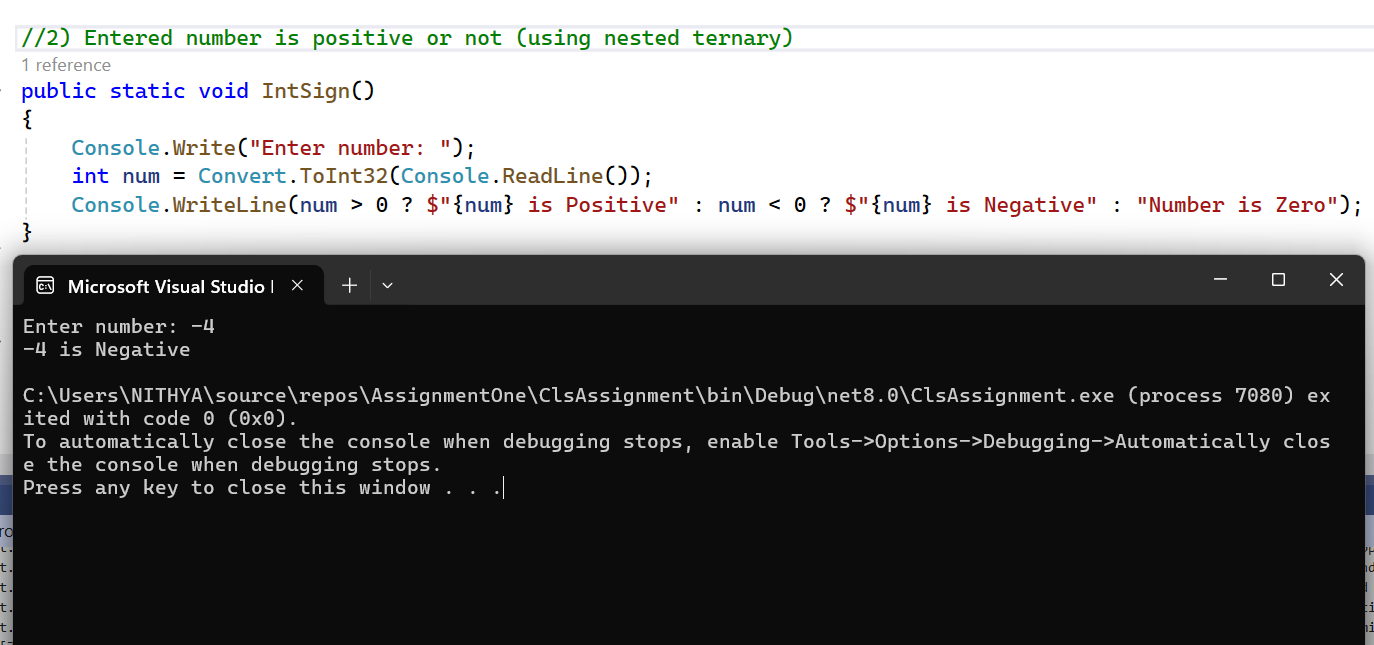 //2) Entered number is positive or not (using nested ternary)
1 reference
public static void IntSign()
{
Console.Write("Enter number: ");
int num = Convert.ToInt32(Console.ReadLine());
Console.WriteLine(num > 0 ? $"{num} is Positive" : num < 0 ? $"{num} is Negative" : "Number is Zero");
}
Microsoft Visual Studio
Enter number: -4
-4 is Negative
C:\Users\NITHYA\source\repos\AssignmentOne\ClsAssignment\bin\Debug\net8.0\ClsAssignment.exe (process 7080) ex
ited with code 0 (0x0).
To automatically close the console when debugging stops, enable Tools->Options->Debugging->Automatically clos
e the console when debugging stops.
Press any key to close this window . . .